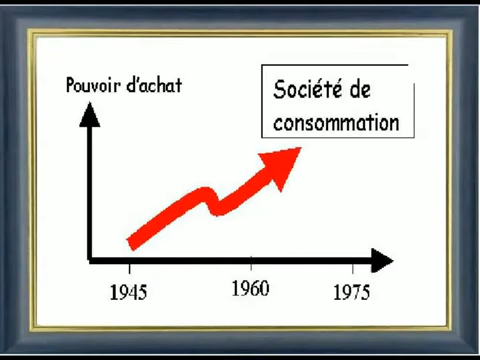 Pouvoir d'achat
Société de
consommation
1945
1960
1975